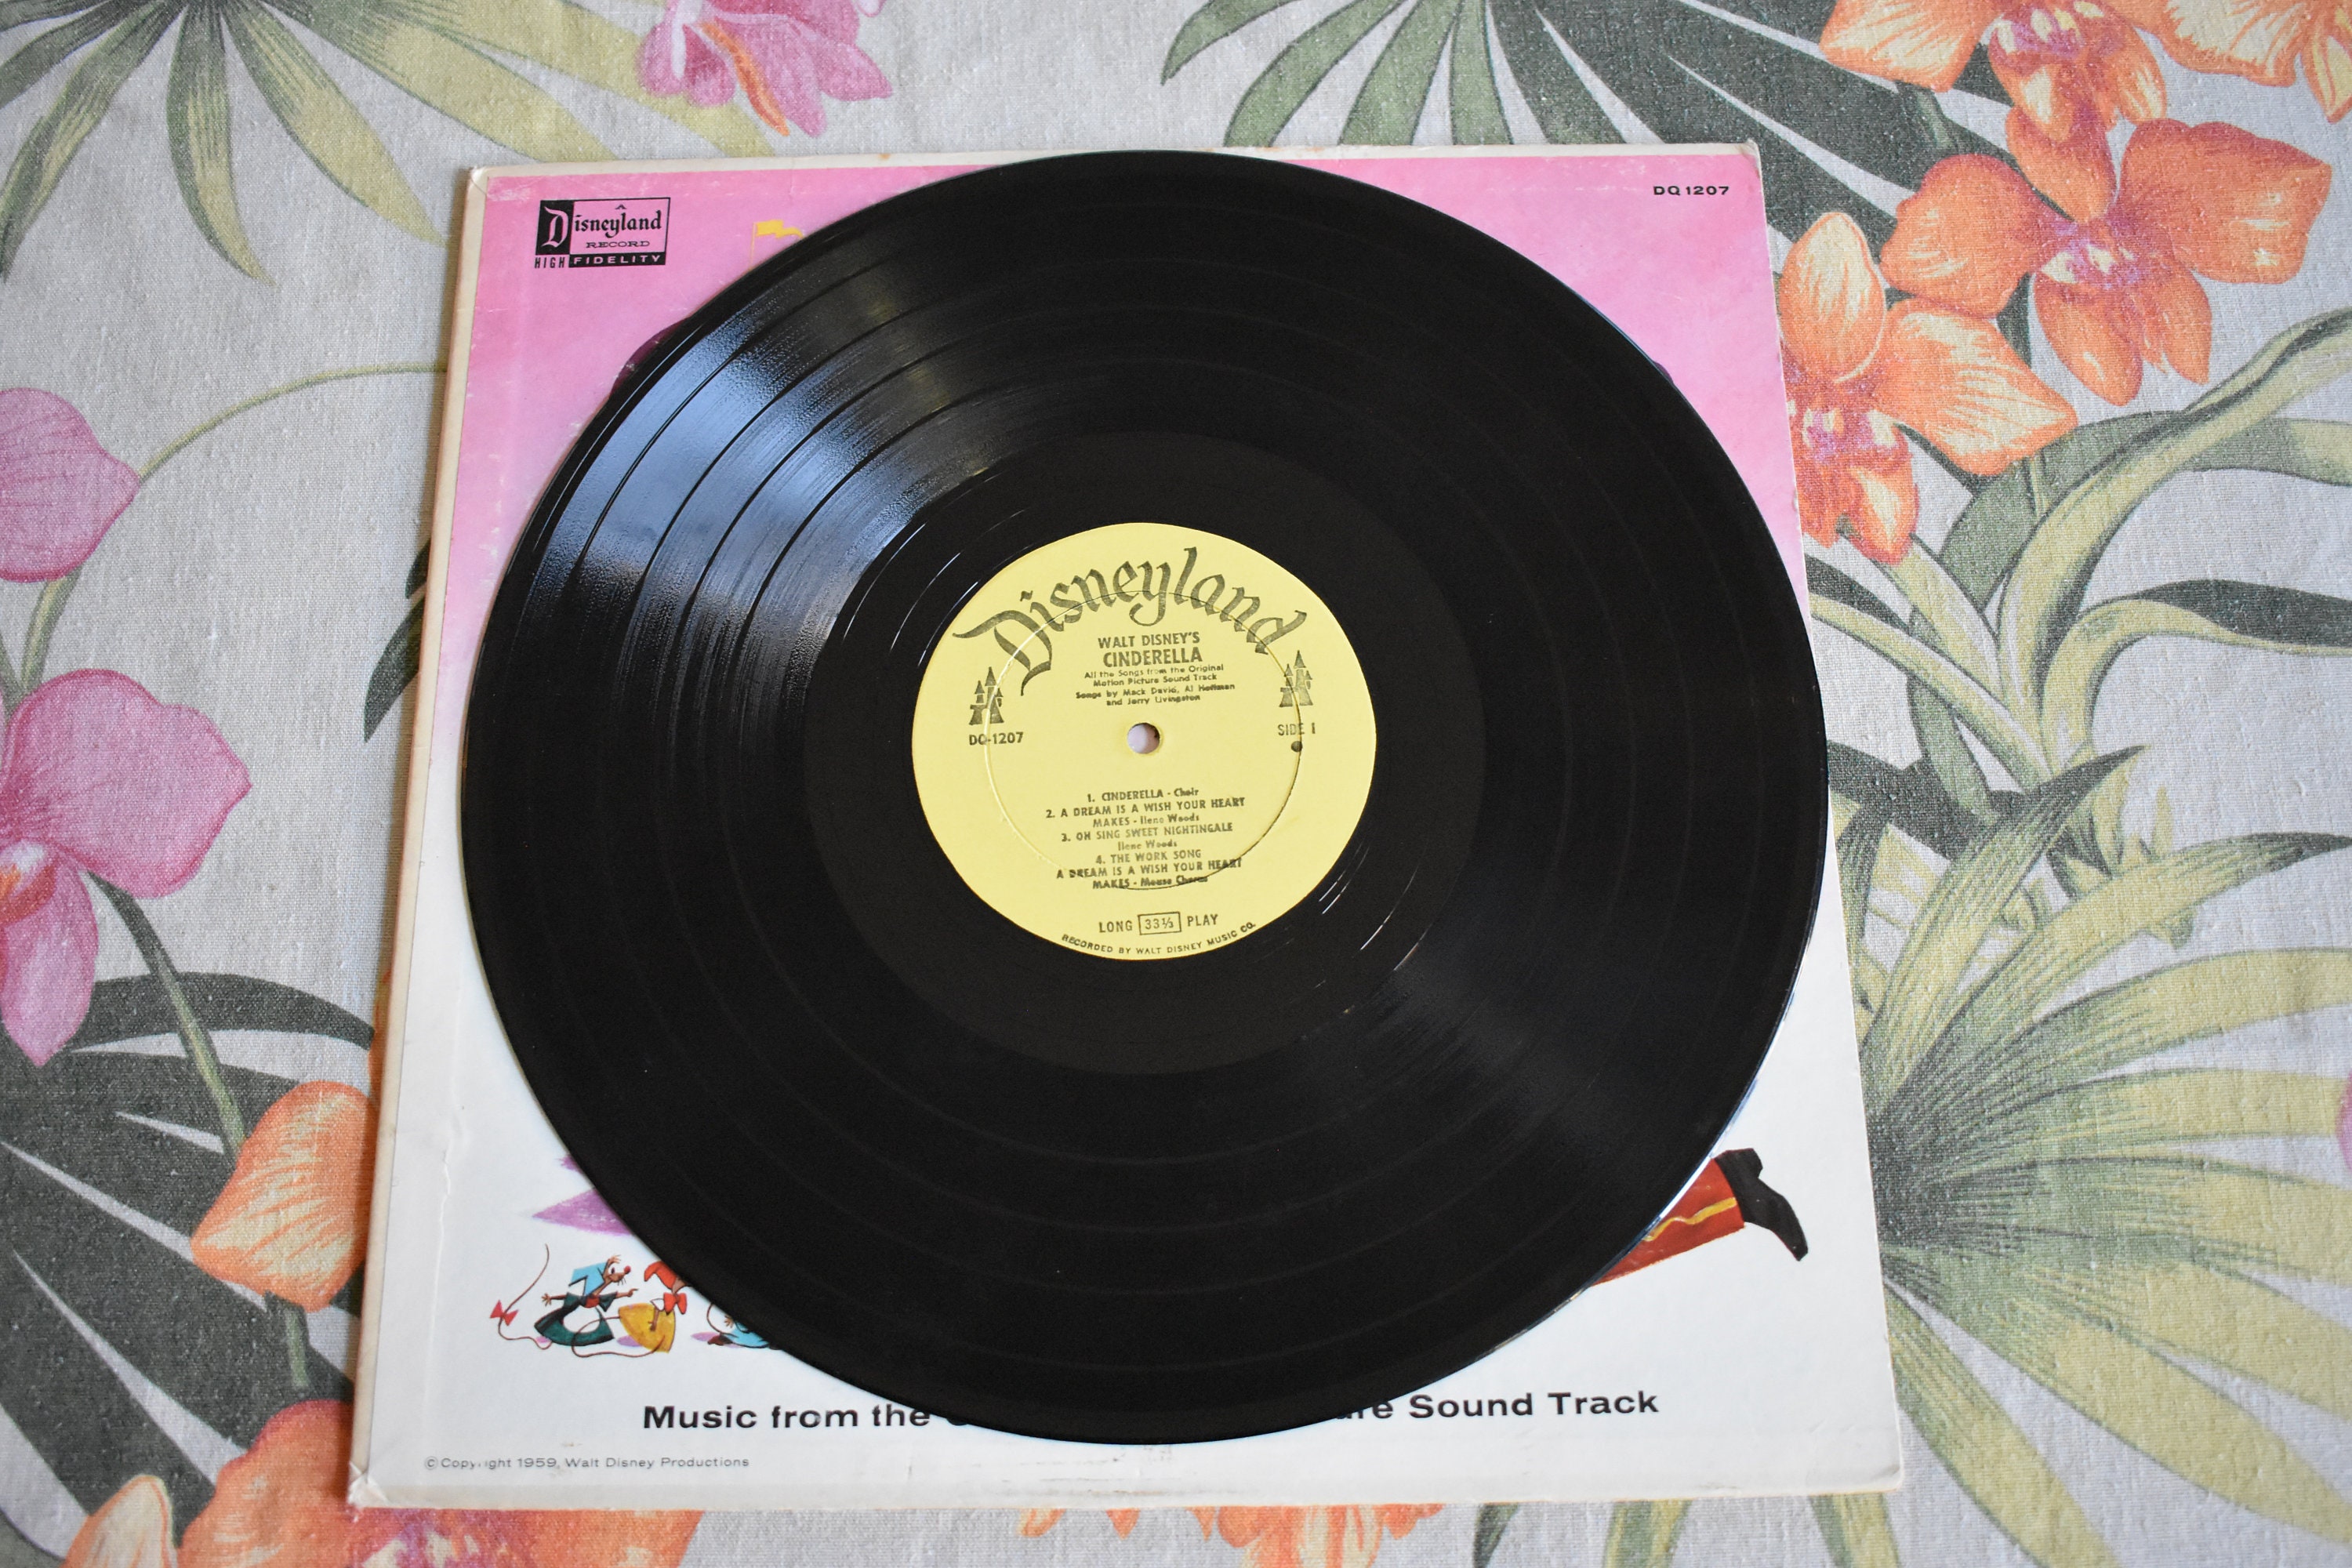 Disneyland
RECORD
HIGH FIDELITY
DQ 1207
Disneyland
WALT DISNEY'S
CINDERELLA
All the Songs from the Original
Motion Picture Sound Track
Songs by Mack David, Al Hoffman
and Jerry Livingston
DQ-1207
SIDE 1
1. CINDERELLA - Choir
2. A DREAM IS A WISH YOUR HEART
MAKES - Ilene Woods
3. OH SING SWEET NIGHTINGALE
Ilene Woods
4. THE WORK SONG
A DREAM IS A WISH YOUR HEART
MAKES - Mouse Chorus
LONG 33⅓ PLAY
RECORDED BY WALT DISNEY MUSIC CO.
Music from the Sound Track
© Copyright 1959, Walt Disney Productions